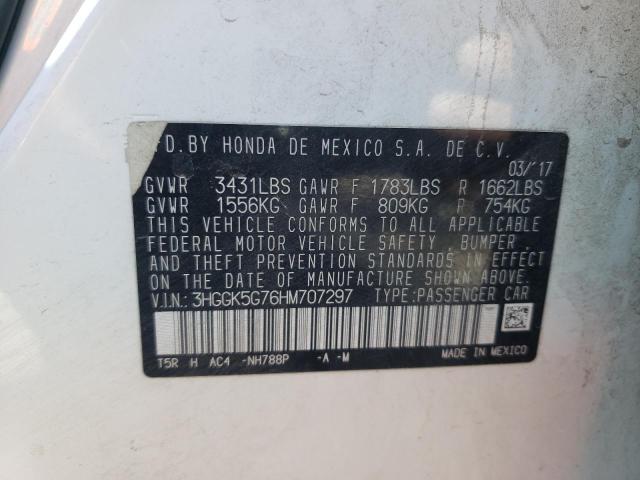 FD. BY HONDA DE MEXICO S.A. DE C.V.
03/'17
GVWR 3431LBS GAWR F 1783LBS R 1662LBS
GVWR 1556KG GAWR F 809KG R 754KG
THIS VEHICLE CONFORMS TO ALL APPLICABLE
FEDERAL MOTOR VEHICLE SAFETY, BUMPER,
AND THEFT PREVENTION STANDARDS IN EFFECT
ON THE DATE OF MANUFACTURE SHOWN ABOVE.
V.I.N.: 3HGGK5G76HM707297 TYPE:PASSENGER CAR
T5R H AC4 -NH788P -A -M MADE IN MEXICO